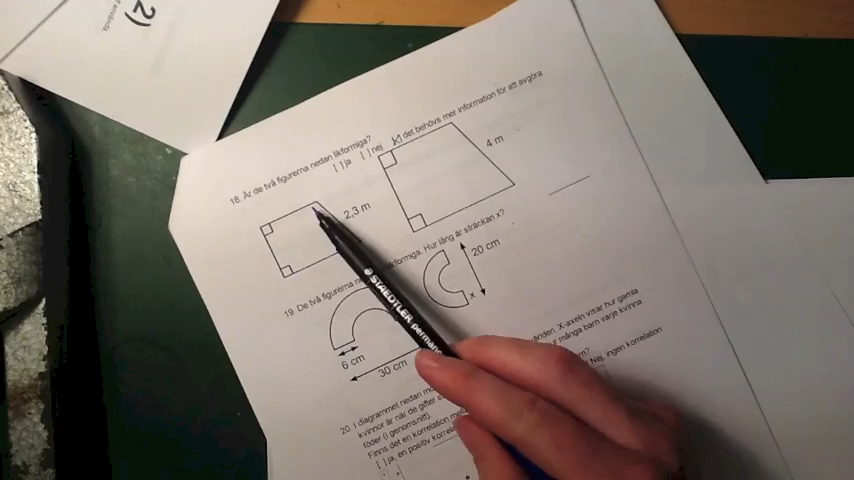 2)
använda
18. Är de två figurerna nedan likformiga?
[ ] ja [ ] nej [x] det behövs mer information för att avgöra
4 m
2,3 m
19. De två figurerna likformiga. Hur lång är sträckan x?
20 cm
x
6 cm
30 cm
20. I diagrammet nedan X-axeln visar hur gamla
kvinnor är när de gifter många barn varje kvinna
föder (i genomsnitt)
Finns det en korrelation Nej, ingen korrelation
[ ] ja, en positiv
STAEDTLER permanent